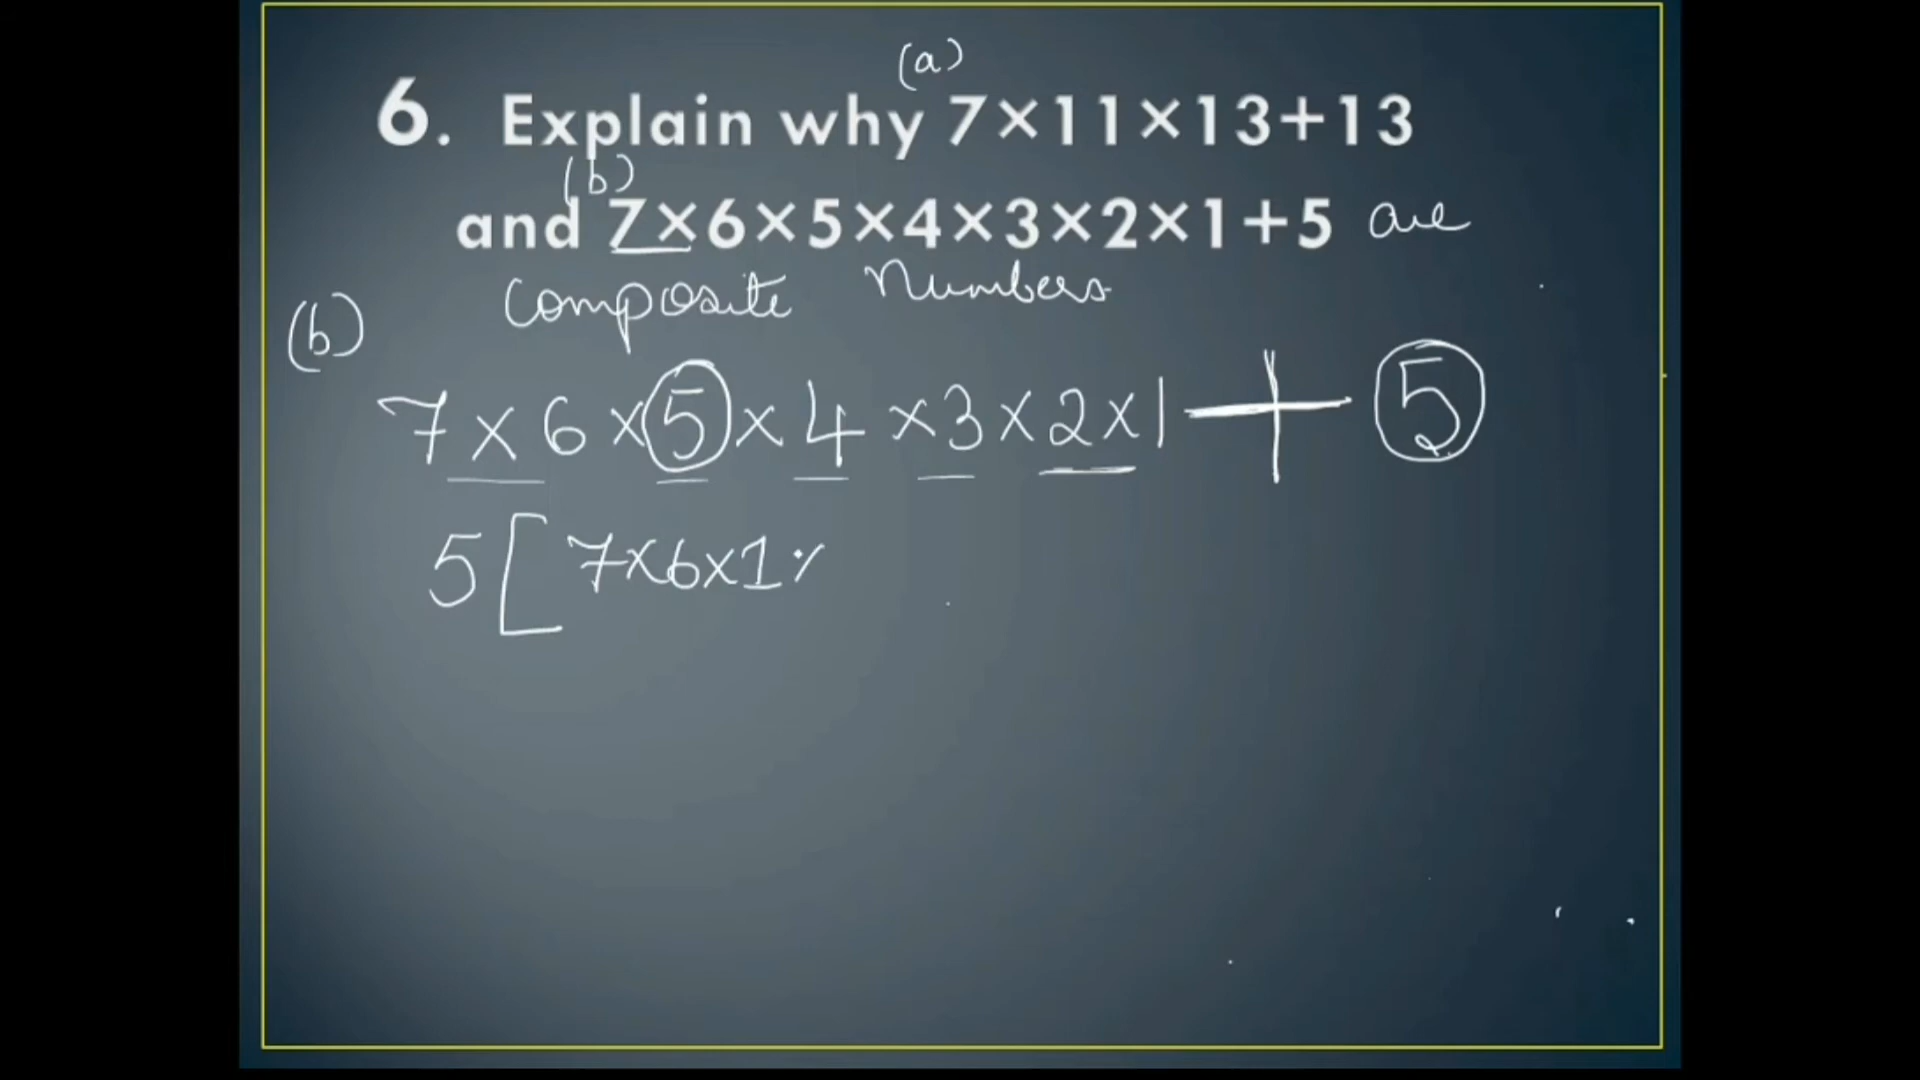 (a)
6. Explain why 7×11×13+13
(b)
and 7×6×5×4×3×2×1+5 are
composite Numbers
(b)
7×6×5×4×3×2×1+5
5[7×6×1×